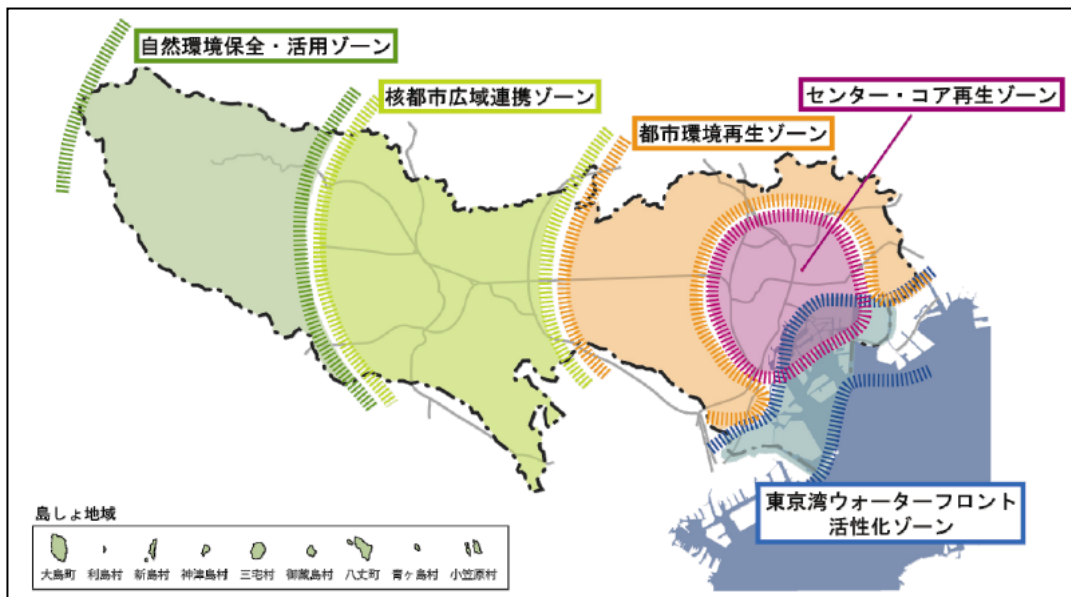 自然環境保全・活用ゾーン
核都市広域連携ゾーン
センター・コア再生ゾーン
都市環境再生ゾーン
東京湾ウォーターフロント
活性化ゾーン
島しょ地域
大島町 利島村 新島村 神津島村 三宅村 御蔵島村 八丈町 青ヶ島村 小笠原村